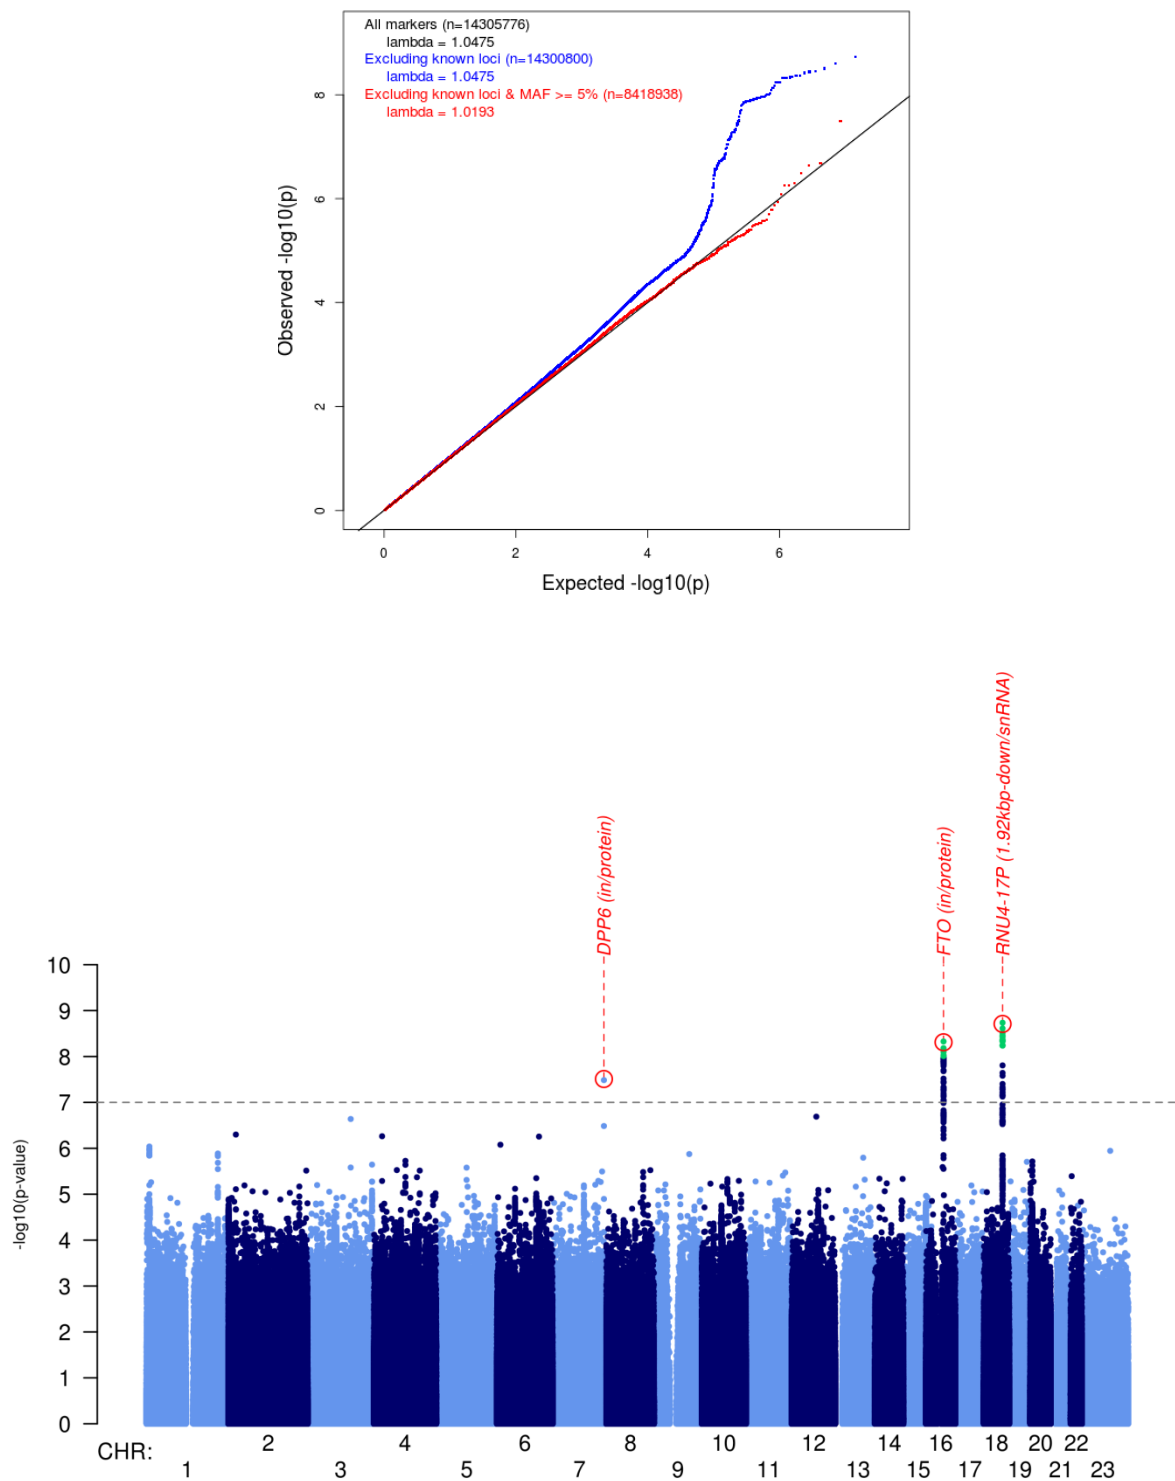 All markers (n=14305776)
lambda = 1.0475
Excluding known loci (n=14300800)
lambda = 1.0475
Excluding known loci & MAF >= 5% (n=8418938)
lambda = 1.0193
Observed -log10(p)
8
6
4
2
0
0 2 4 6
Expected -log10(p)
DPP6 (in/protein)
FTO (in/protein)
RNU4-17P (1.92kbp-down/snRNA)
-log10(p-value)
10
9
8
7
6
5
4
3
2
1
0
CHR:
2 4 6 8 10 12 14 16 18 20 22
1 3 5 7 9 11 13 15 17 19 21 23